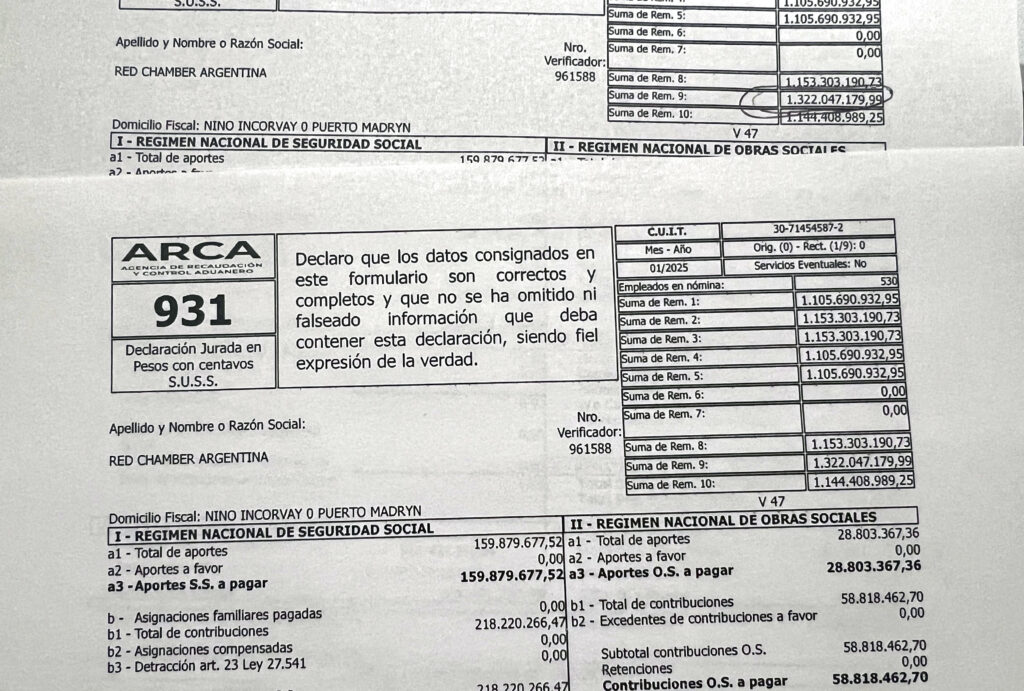 S.U.S.S.
1.105.690.932,95
Suma de Rem. 5: 1.105.690.932,95
Suma de Rem. 6: 0,00
Suma de Rem. 7: 0,00
Apellido y Nombre o Razón Social:
Nro.
Verificador:
961588
RED CHAMBER ARGENTINA
Suma de Rem. 8: 1.153.303.190,73
Suma de Rem. 9: 1.322.047.179,99
Suma de Rem. 10: 1.144.408.989,25
Domicilio Fiscal: NINO INCORVAY 0 PUERTO MADRYN
V 47
I - REGIMEN NACIONAL DE SEGURIDAD SOCIAL
II - REGIMEN NACIONAL DE OBRAS SOCIALES
a1 - Total de aportes 159.879.677,52
ARCA
AGENCIA DE RECAUDACIÓN
Y CONTROL ADUANERO
931
Declaración Jurada en
Pesos con centavos
S.U.S.S.
Declaro que los datos consignados en
este formulario son correctos y
completos y que no se ha omitido ni
falseado información que deba
contener esta declaración, siendo fiel
expresión de la verdad.
C.U.I.T. 30-71454587-2
Mes - Año Orig. (0) - Rect. (1/9): 0
01/2025 Servicios Eventuales: No
Empleados en nómina: 530
Suma de Rem. 1: 1.105.690.932,95
Suma de Rem. 2: 1.153.303.190,73
Suma de Rem. 3: 1.153.303.190,73
Suma de Rem. 4: 1.105.690.932,95
Suma de Rem. 5: 1.105.690.932,95
Suma de Rem. 6: 0,00
Suma de Rem. 7: 0,00
Apellido y Nombre o Razón Social:
Nro.
Verificador:
961588
RED CHAMBER ARGENTINA
Suma de Rem. 8: 1.153.303.190,73
Suma de Rem. 9: 1.322.047.179,99
Suma de Rem. 10: 1.144.408.989,25
Domicilio Fiscal: NINO INCORVAY 0 PUERTO MADRYN
V 47
I - REGIMEN NACIONAL DE SEGURIDAD SOCIAL
a1 - Total de aportes 159.879.677,52
a2 - Aportes a favor 0,00
a3 - Aportes S.S. a pagar 159.879.677,52
b - Asignaciones familiares pagadas 0,00
b1 - Total de contribuciones 218.220.266,47
b2 - Asignaciones compensadas 0,00
b3 - Detracción art. 23 Ley 27.541 0,00
218.220.266,47
II - REGIMEN NACIONAL DE OBRAS SOCIALES
a1 - Total de aportes 28.803.367,36
a2 - Aportes a favor 0,00
a3 - Aportes O.S. a pagar 28.803.367,36
b1 - Total de contribuciones 58.818.462,70
b2 - Excedentes de contribuciones a favor 0,00
Subtotal contribuciones O.S. 58.818.462,70
Retenciones 0,00
Contribuciones O.S. a pagar 58.818.462,70